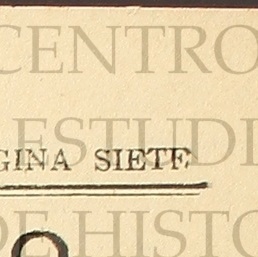 CENTRO
GINA SIETE
ESTUDI
DE HISTO